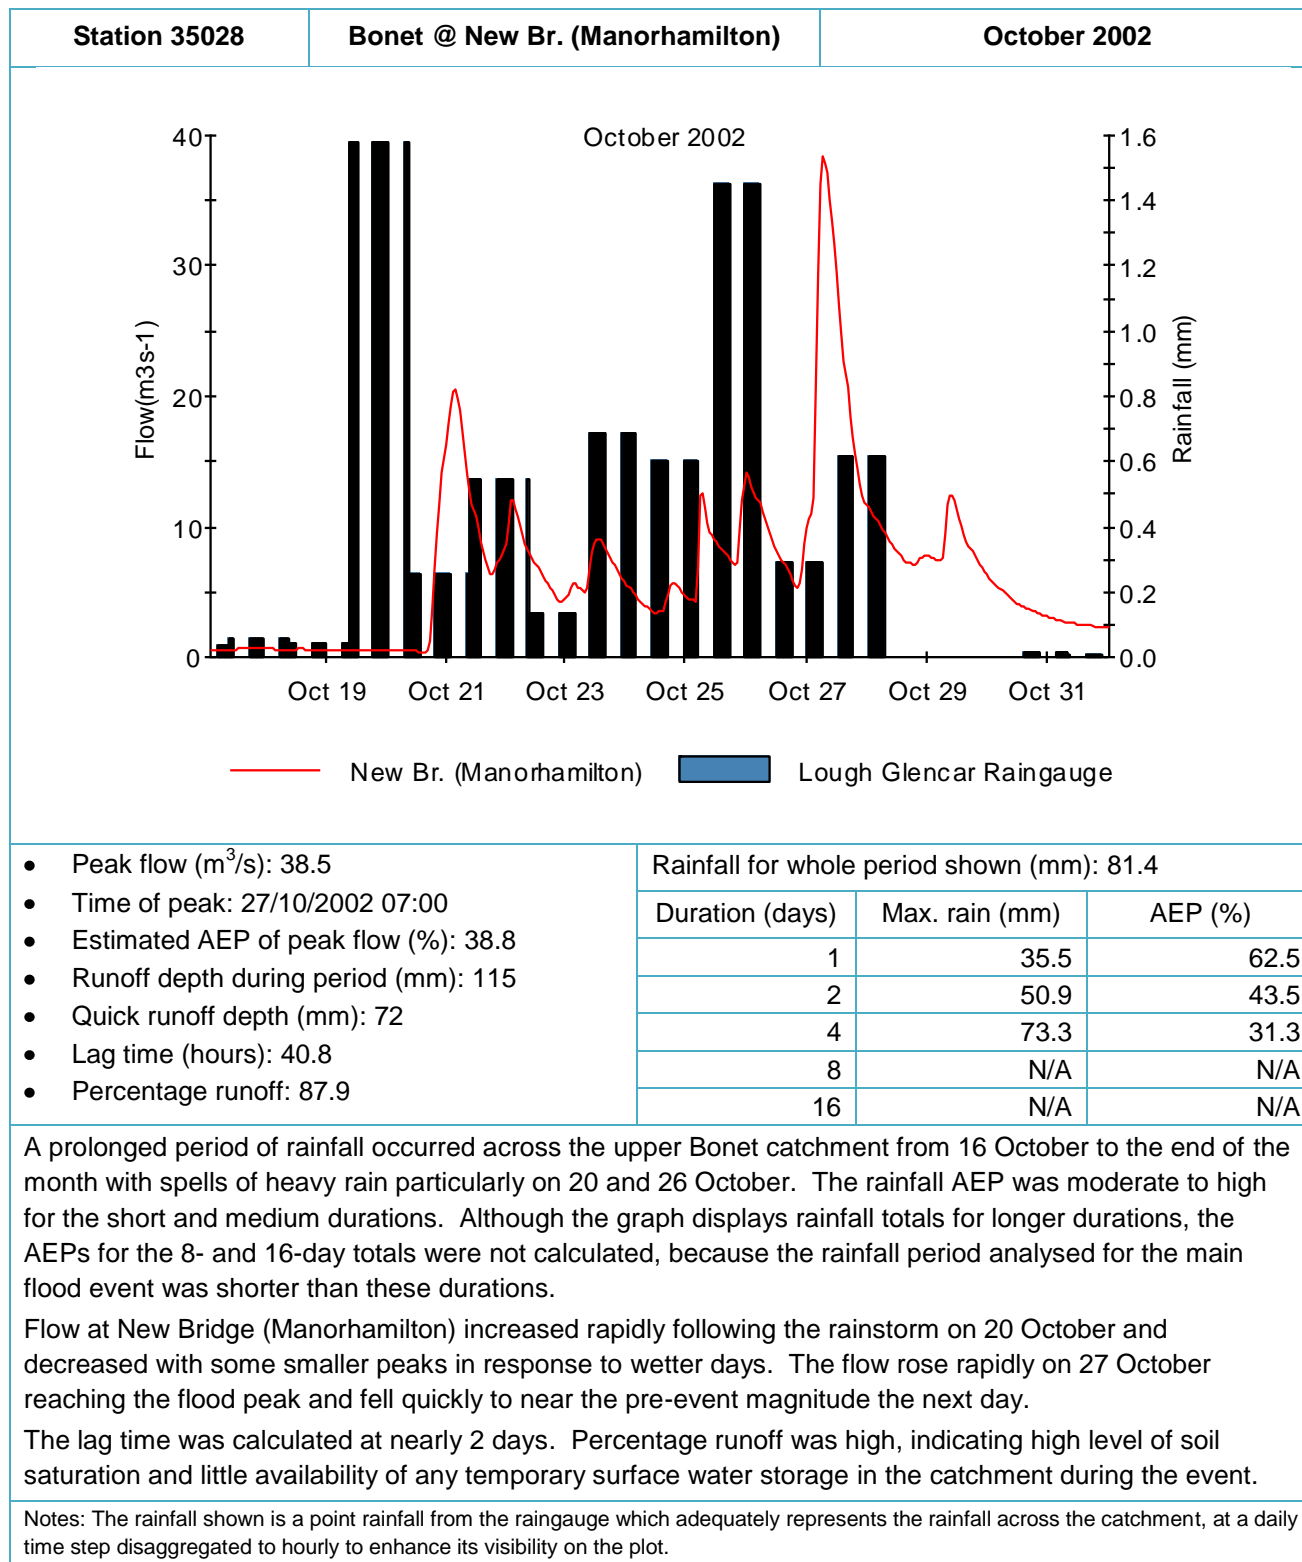 Station 35028 Bonet @ New Br. (Manorhamilton) October 2002
October 2002
40 1.6
1.4
30 1.2
1.0
20 0.8
0.6
10 0.4
0.2
0 0.0
Flow(m3s-1)
Rainfall (mm)
Oct 19 Oct 21 Oct 23 Oct 25 Oct 27 Oct 29 Oct 31
New Br. (Manorhamilton) Lough Glencar Raingauge
• Peak flow (m³/s): 38.5
• Time of peak: 27/10/2002 07:00
• Estimated AEP of peak flow (%): 38.8
• Runoff depth during period (mm): 115
• Quick runoff depth (mm): 72
• Lag time (hours): 40.8
• Percentage runoff: 87.9
Rainfall for whole period shown (mm): 81.4
Duration (days) Max. rain (mm) AEP (%)
1 35.5 62.5
2 50.9 43.5
4 73.3 31.3
8 N/A N/A
16 N/A N/A
A prolonged period of rainfall occurred across the upper Bonet catchment from 16 October to the end of the
month with spells of heavy rain particularly on 20 and 26 October. The rainfall AEP was moderate to high
for the short and medium durations. Although the graph displays rainfall totals for longer durations, the
AEPs for the 8- and 16-day totals were not calculated, because the rainfall period analysed for the main
flood event was shorter than these durations.
Flow at New Bridge (Manorhamilton) increased rapidly following the rainstorm on 20 October and
decreased with some smaller peaks in response to wetter days. The flow rose rapidly on 27 October
reaching the flood peak and fell quickly to near the pre-event magnitude the next day.
The lag time was calculated at nearly 2 days. Percentage runoff was high, indicating high level of soil
saturation and little availability of any temporary surface water storage in the catchment during the event.
Notes: The rainfall shown is a point rainfall from the raingauge which adequately represents the rainfall across the catchment, at a daily
time step disaggregated to hourly to enhance its visibility on the plot.